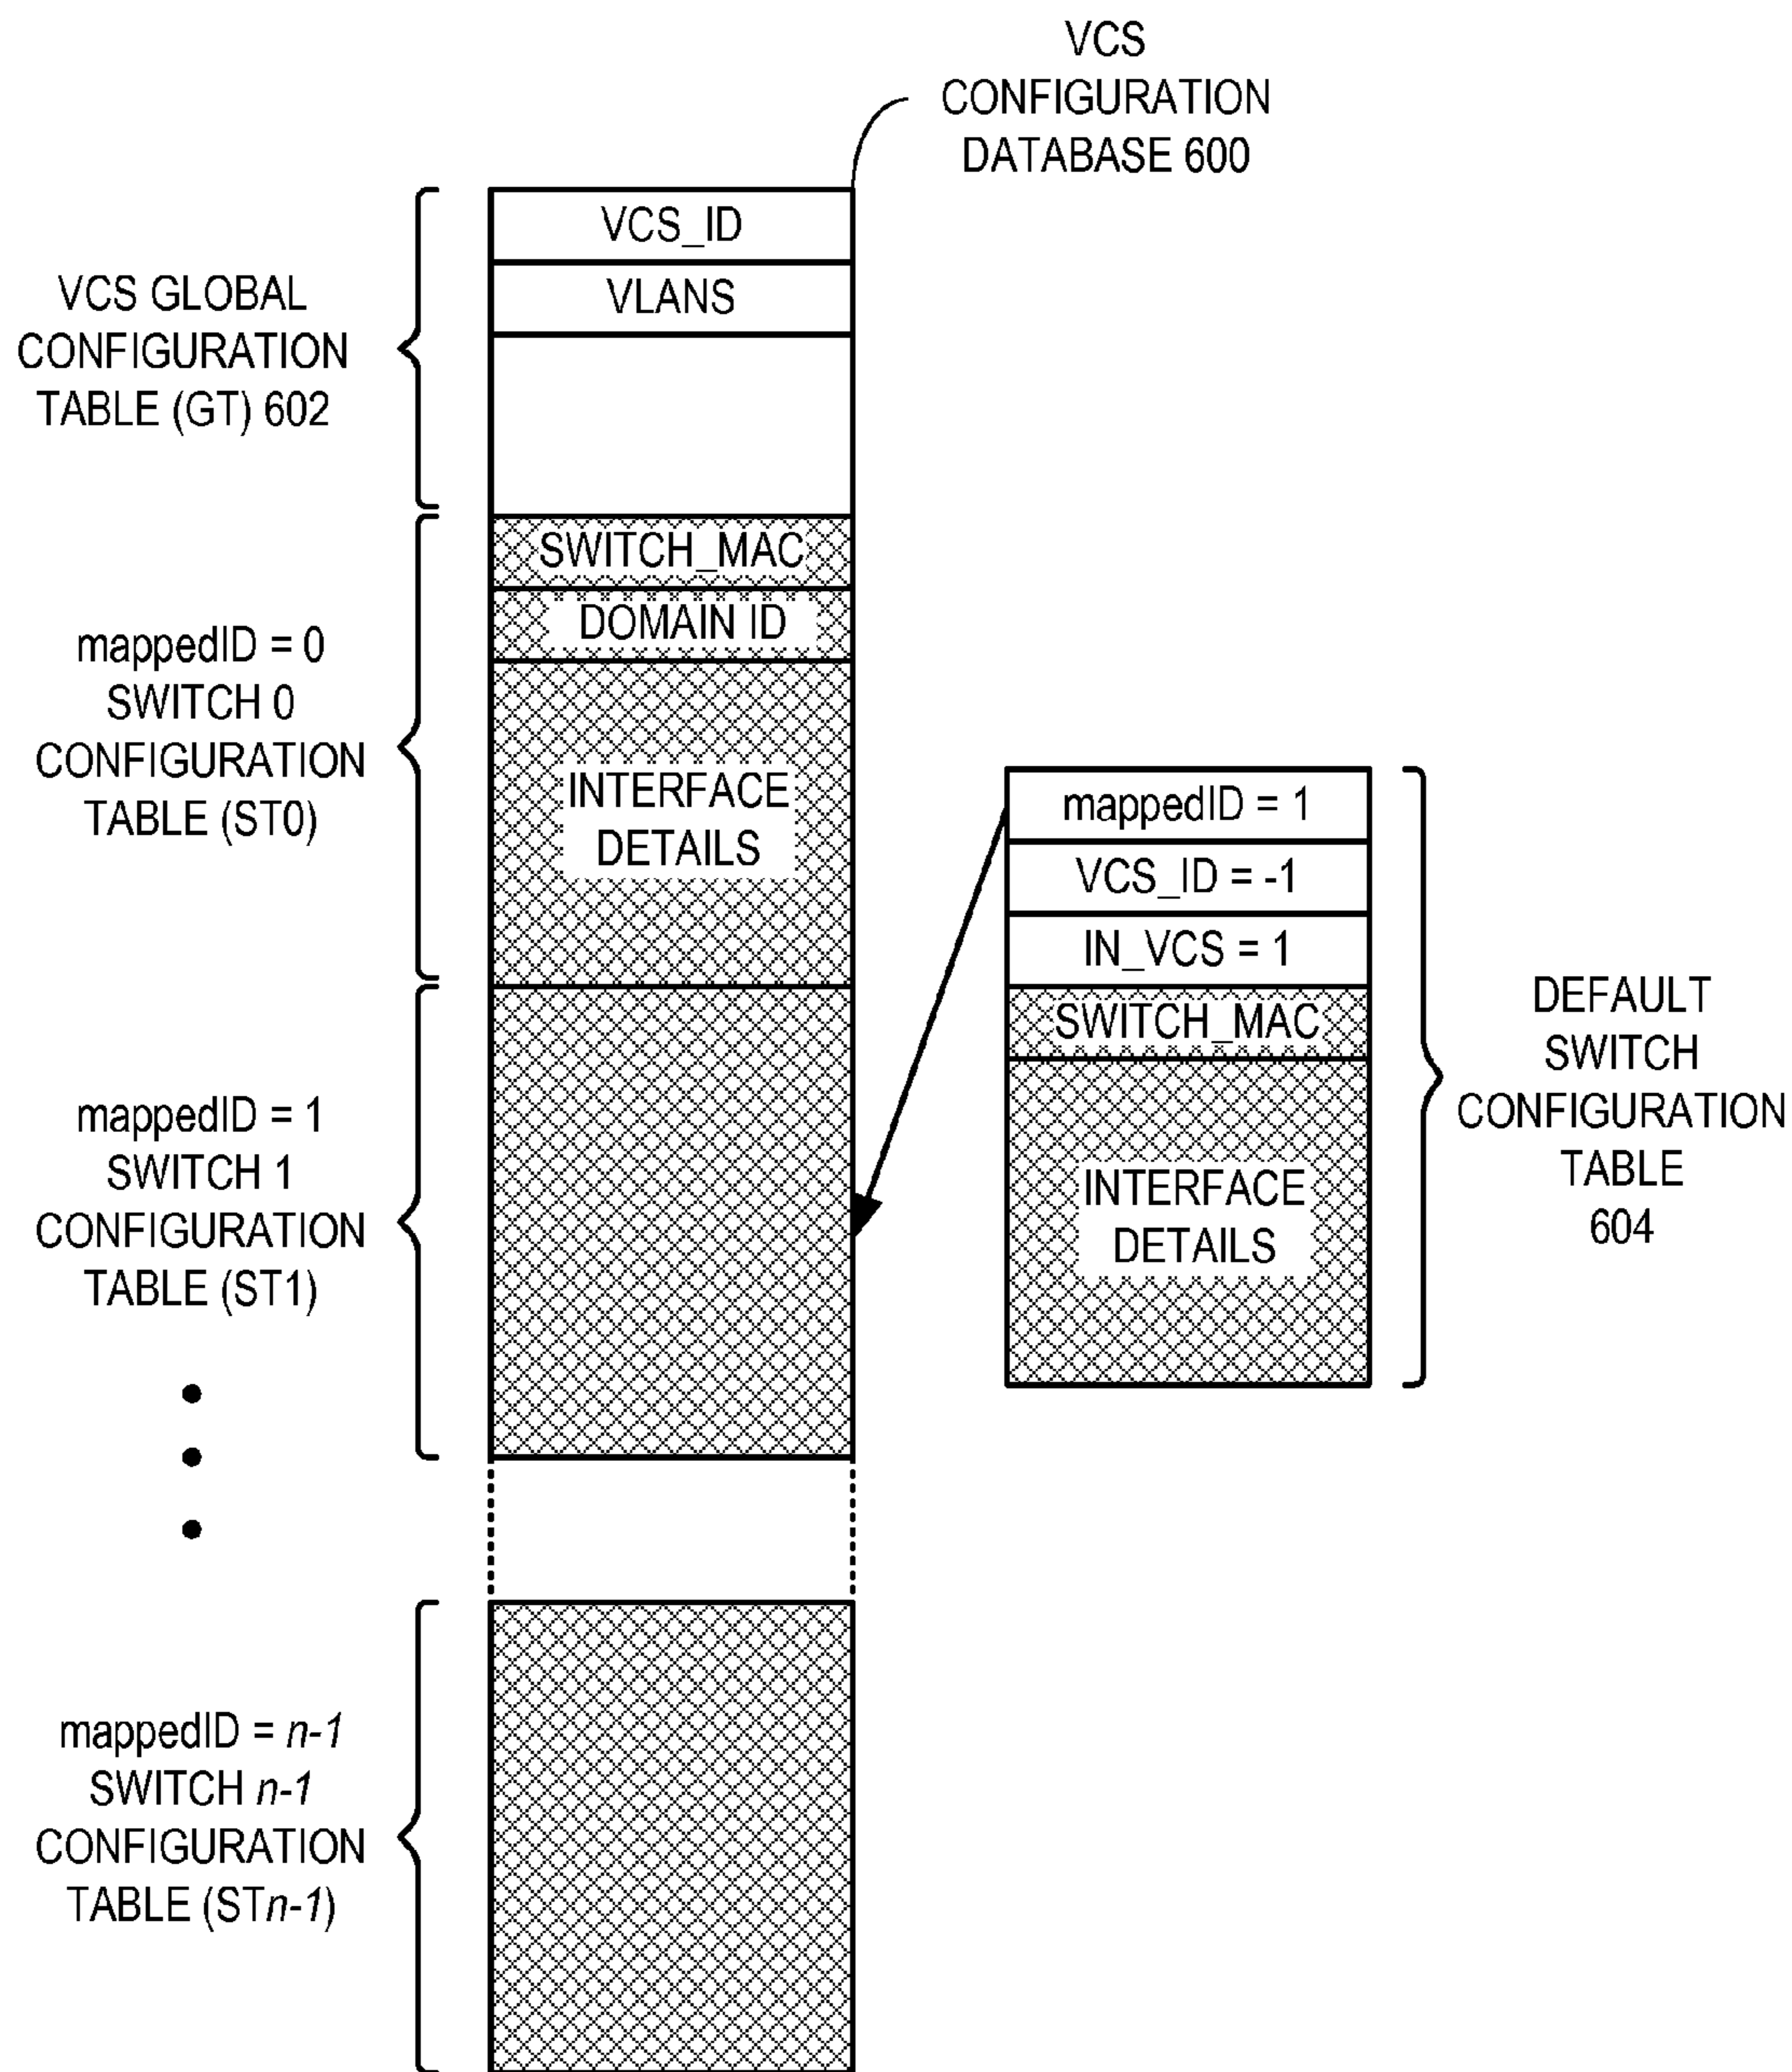 VCS
CONFIGURATION
DATABASE 600
VCS GLOBAL
CONFIGURATION
TABLE (GT) 602
VCS_ID
VLANS
mappedID = 0
SWITCH 0
CONFIGURATION
TABLE (ST0)
SWITCH_MAC
DOMAIN ID
INTERFACE
DETAILS
mappedID = 1
SWITCH 1
CONFIGURATION
TABLE (ST1)
mappedID = 1
VCS_ID = -1
IN_VCS = 1
SWITCH_MAC
INTERFACE
DETAILS
DEFAULT
SWITCH
CONFIGURATION
TABLE
604
mappedID = n-1
SWITCH n-1
CONFIGURATION
TABLE (STn-1)